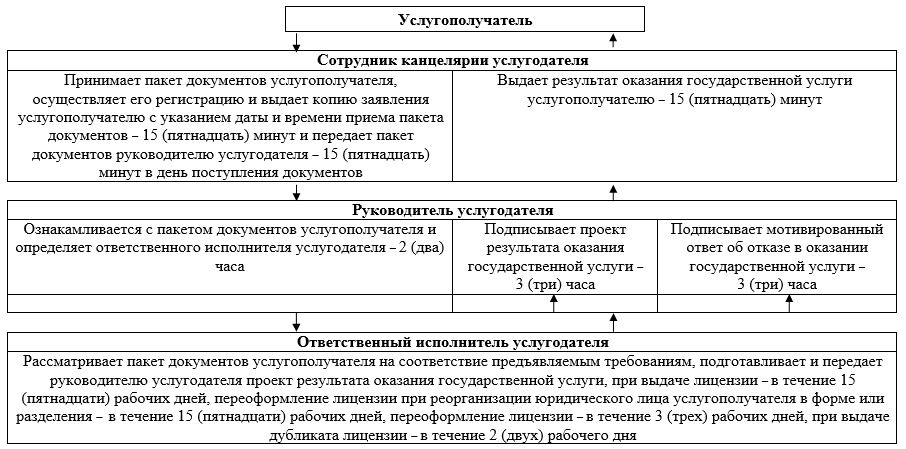 Услугополучатель
Сотрудник канцелярии услугодателя
Принимает пакет документов услугополучателя,
осуществляет его регистрацию и выдает копию заявления
услугополучателю с указанием даты и времени приема пакета
документов – 15 (пятнадцать) минут и передает пакет
документов руководителю услугодателя – 15 (пятнадцать)
минут в день поступления документов
Выдает результат оказания государственной услуги
услугополучателю – 15 (пятнадцать) минут
Руководитель услугодателя
Ознакамливается с пакетом документов услугополучателя и
определяет ответственного исполнителя услугодателя – 2 (два)
часа
Подписывает проект
результата оказания
государственной услуги –
3 (три) часа
Подписывает мотивированный
ответ об отказе в оказании
государственной услуги –
3 (три) часа
Ответственный исполнитель услугодателя
Рассматривает пакет документов услугополучателя на соответствие предъявляемым требованиям, подготавливает и передает
руководителю услугодателя проект результата оказания государственной услуги, при выдаче лицензии – в течение 15
(пятнадцати) рабочих дней, переоформление лицензии при реорганизации юридического лица услугополучателя в форме или
разделения – в течение 15 (пятнадцати) рабочих дней, переоформление лицензии – в течение 3 (трех) рабочих дней, при выдаче
дубликата лицензии – в течение 2 (двух) рабочего дня